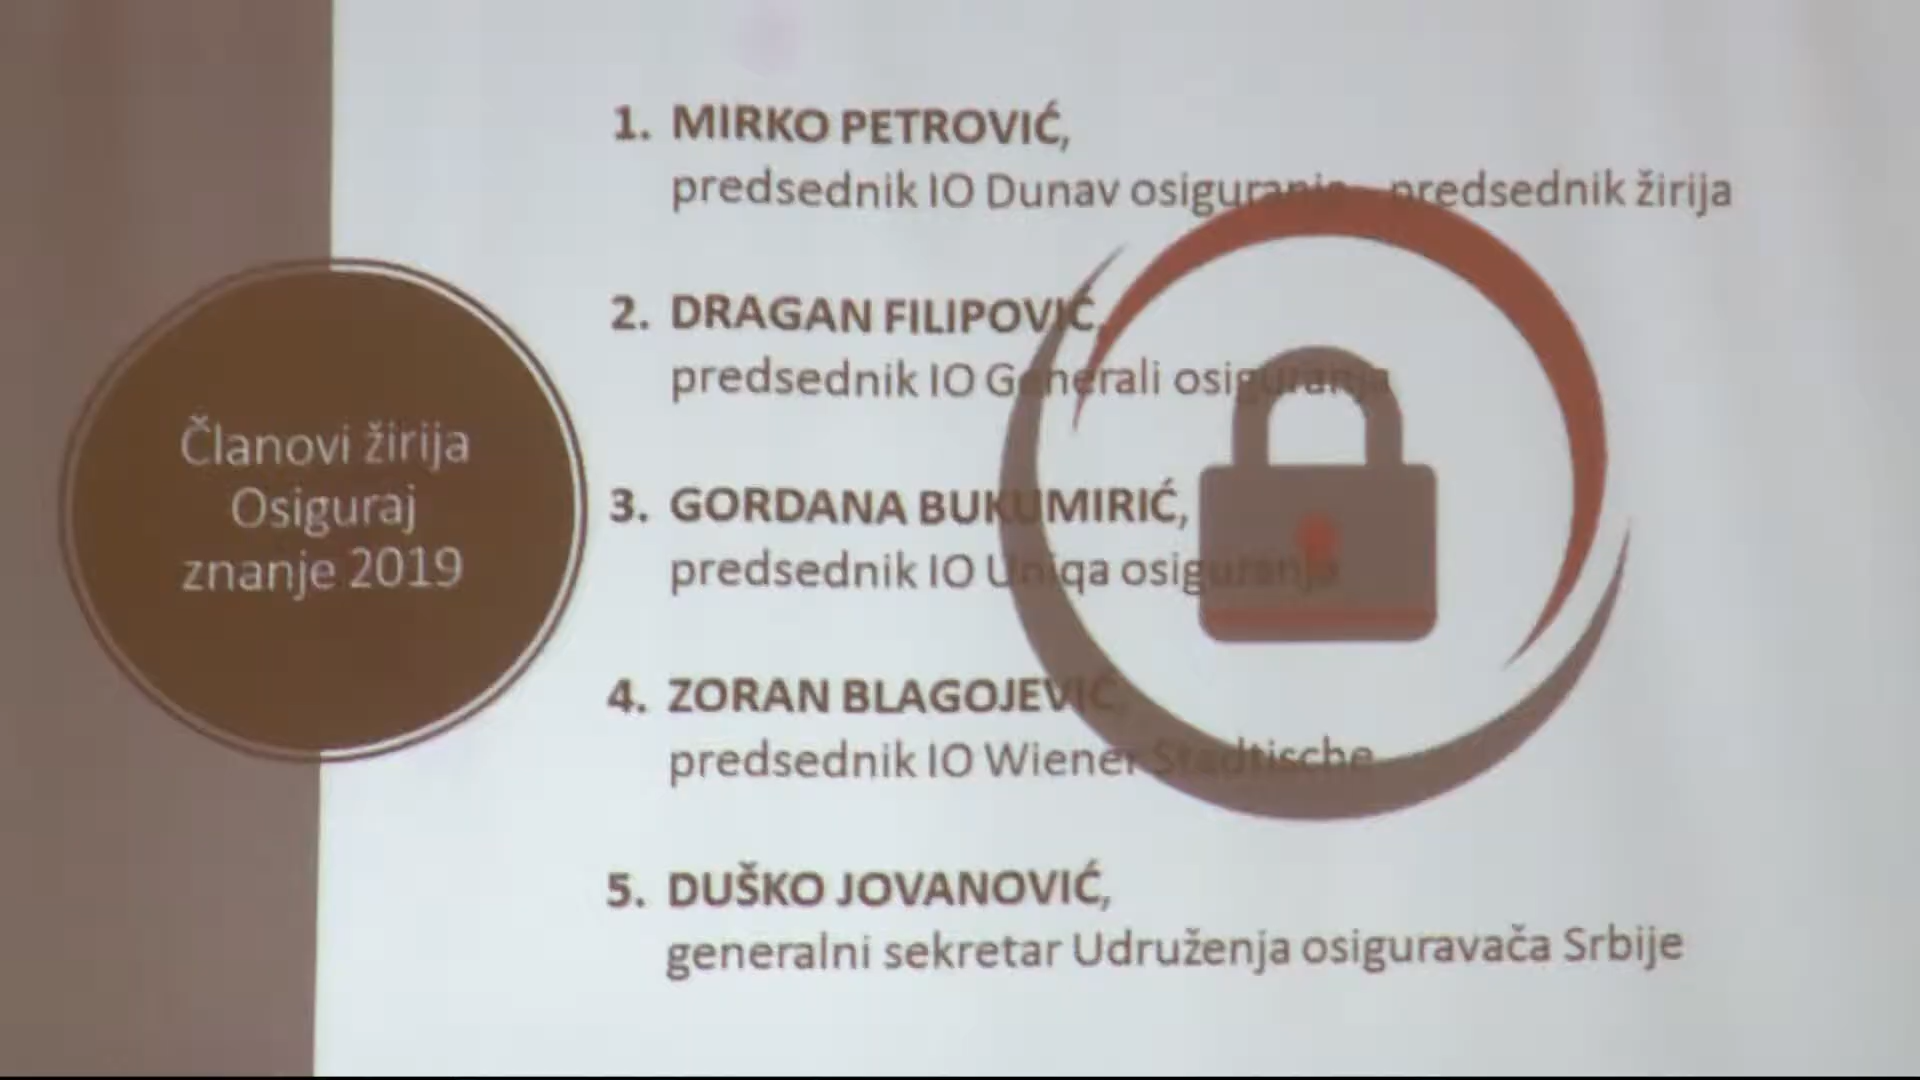 Članovi žirija
Osiguraj
znanje 2019
1. MIRKO PETROVIĆ,
predsednik IO Dunav osiguranje - predsednik žirija
2. DRAGAN FILIPOVIĆ,
predsednik IO Generali osiguranja
3. GORDANA BUKUMIRIĆ,
predsednik IO Uniqa osiguranja
4. ZORAN BLAGOJEVIĆ,
predsednik IO Wiener Stadtische
5. DUŠKO JOVANOVIĆ,
generalni sekretar Udruženja osiguravača Srbije